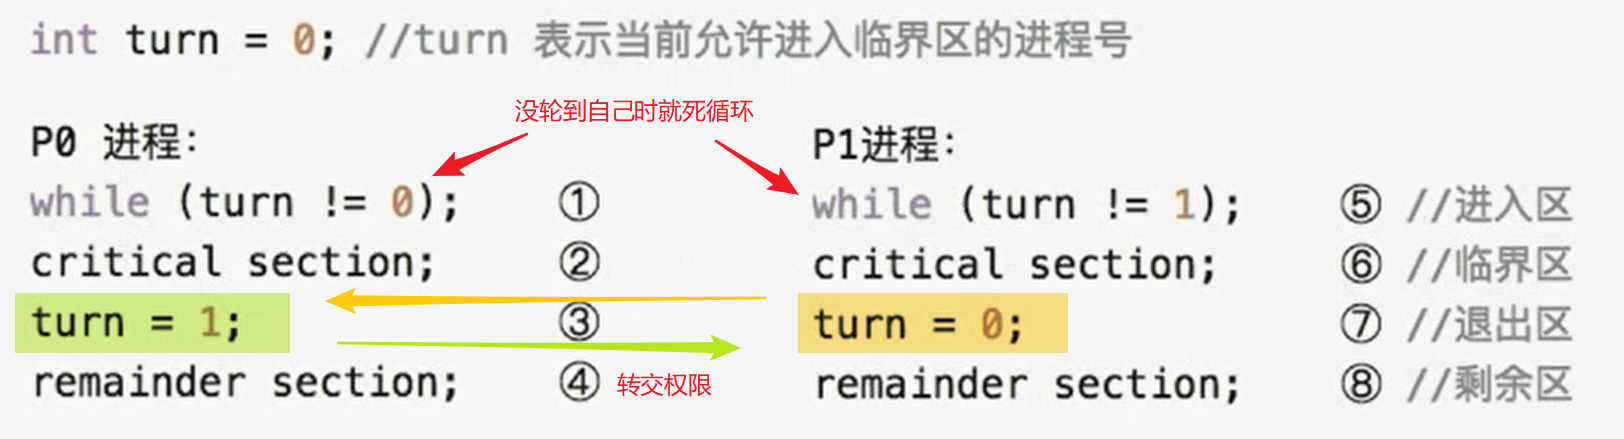 int turn = 0; //turn 表示当前允许进入临界区的进程号
没轮到自己时就死循环
P0 进程：
while (turn != 0); ①
critical section; ②
turn = 1; ③
remainder section; ④
转交权限
P1进程：
while (turn != 1); ⑤ //进入区
critical section; ⑥ //临界区
turn = 0; ⑦ //退出区
remainder section; ⑧ //剩余区